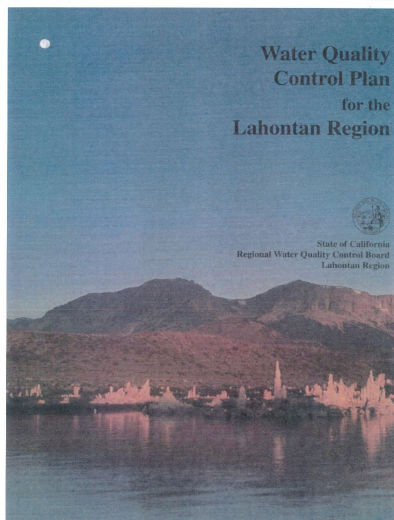 Water Quality
Control Plan
for the
Lahontan Region
State of California
Regional Water Quality Control Board
Lahontan Region